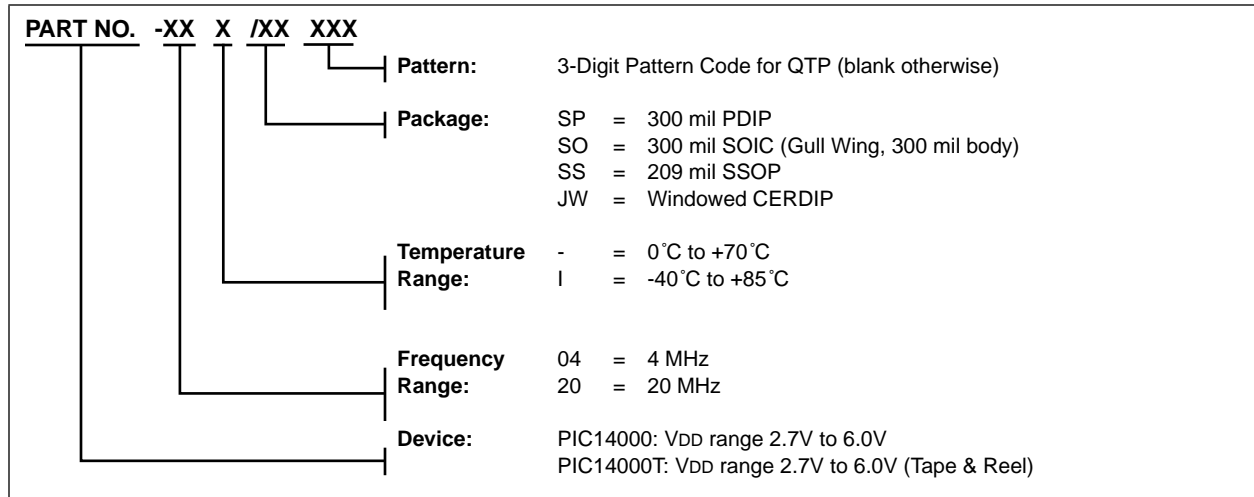 PART NO. -XX X /XX XXX
Pattern: 3-Digit Pattern Code for QTP (blank otherwise)
Package: SP = 300 mil PDIP
SO = 300 mil SOIC (Gull Wing, 300 mil body)
SS = 209 mil SSOP
JW = Windowed CERDIP
Temperature - = 0˚C to +70˚C
Range: I = -40˚C to +85˚C
Frequency 04 = 4 MHz
Range: 20 = 20 MHz
Device: PIC14000: VDD range 2.7V to 6.0V
PIC14000T: VDD range 2.7V to 6.0V (Tape & Reel)